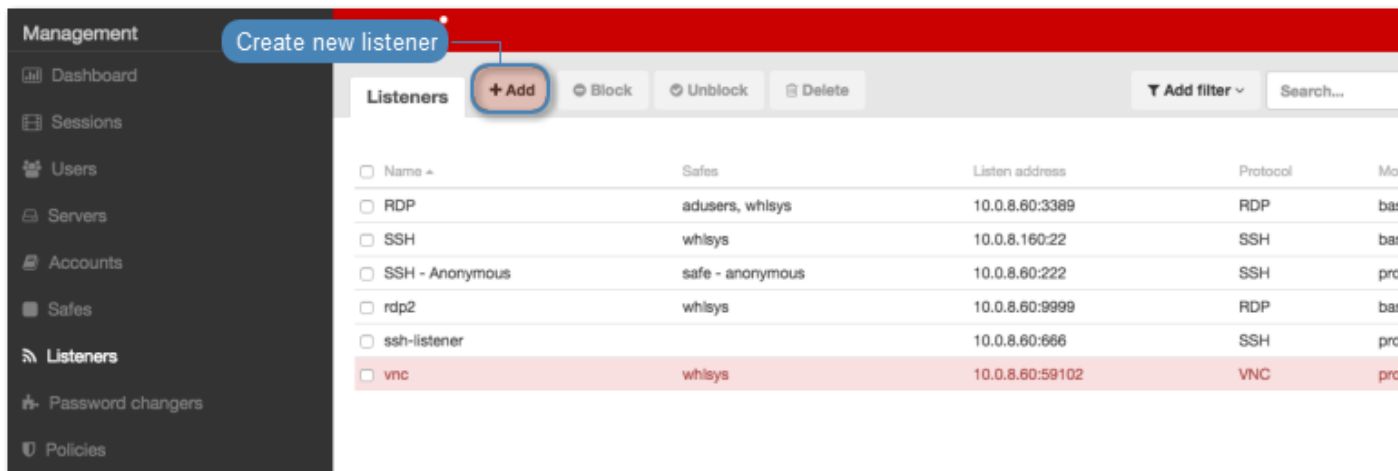 Management
Create new listener
Dashboard
Sessions
Users
Servers
Accounts
Safes
Listeners
Password changers
Policies
Listeners + Add Block Unblock Delete Add filter Search...
Name Safes Listen address Protocol
RDP adusers, whlsys 10.0.8.60:3389 RDP
SSH whlsys 10.0.8.160:22 SSH
SSH - Anonymous safe - anonymous 10.0.8.60:222 SSH
rdp2 whlsys 10.0.8.60:9999 RDP
ssh-listener 10.0.8.60:666 SSH
vnc whlsys 10.0.8.60:59102 VNC